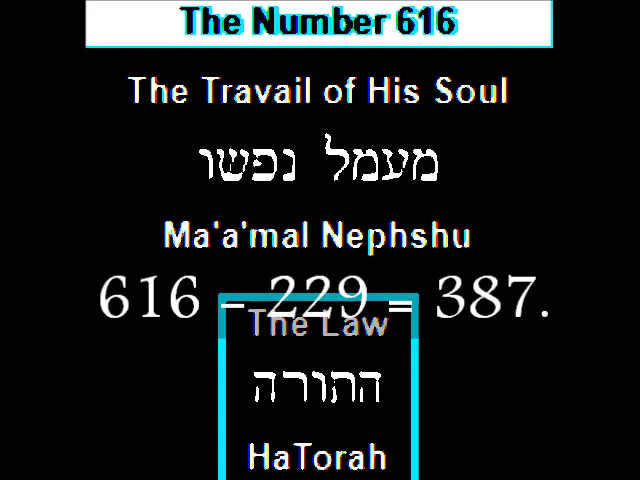 The Number 616
The Travail of His Soul
מעמל נפשו
Ma'a'mal Nephshu
616 – 229 = 387.
The Law
התורה
HaTorah